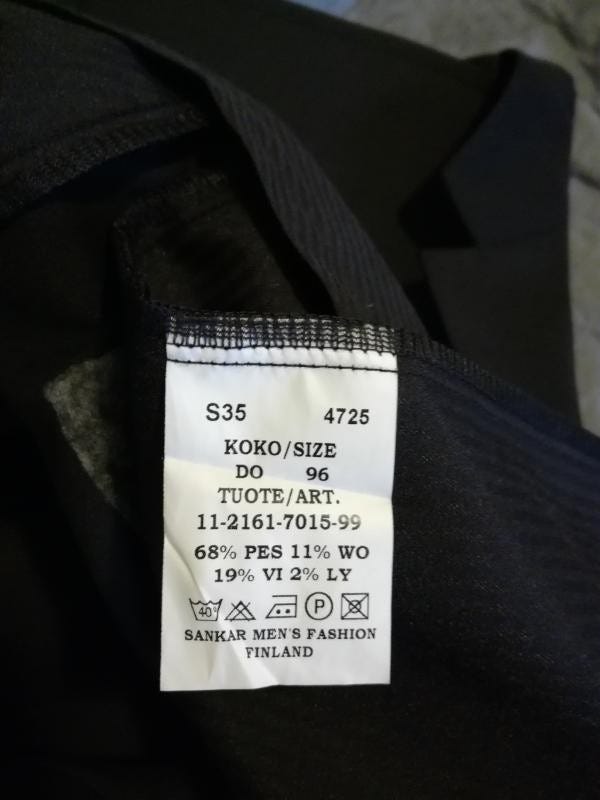 S35 4725
KOKO/SIZE
DO 96
TUOTE/ART.
11-2161-7015-99
68% PES 11% WO
19% VI 2% LY
40° P
SANKAR MEN'S FASHION
FINLAND